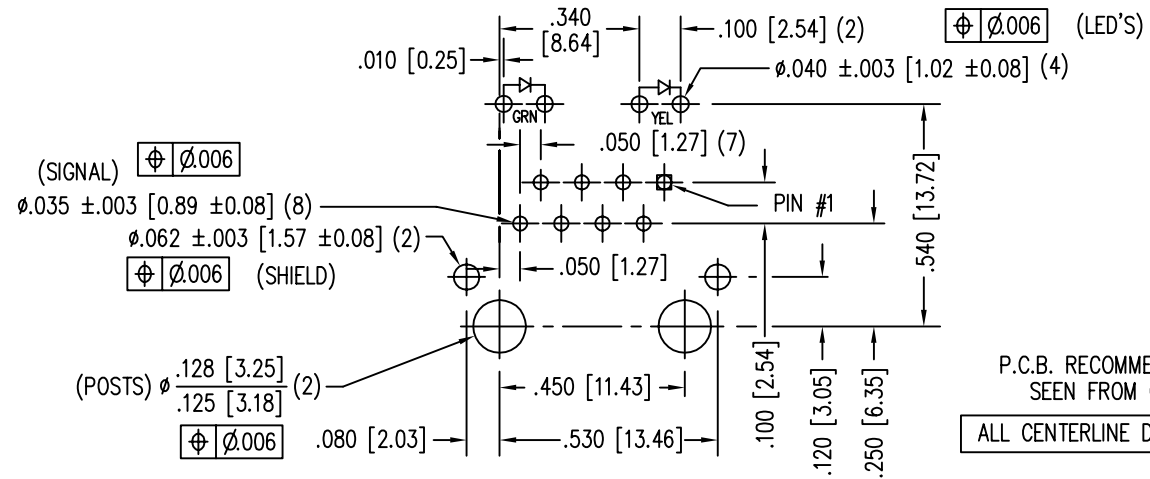 .340
[8.64]
.100 [2.54] (2)
⌖ Ø.006 (LED'S)
.010 [0.25]
ø.040 ±.003 [1.02 ±0.08] (4)
GRN
YEL
.050 [1.27] (7)
(SIGNAL) ⌖ Ø.006
ø.035 ±.003 [0.89 ±0.08] (8)
PIN #1
.540 [13.72]
ø.062 ±.003 [1.57 ±0.08] (2)
⌖ Ø.006 (SHIELD)
.050 [1.27]
(POSTS) ø .128 [3.25]
.125 [3.18] (2)
⌖ Ø.006
.450 [11.43]
.080 [2.03]
.530 [13.46]
.100 [2.54]
.120 [3.05]
.250 [6.35]
P.C.B. RECOMME
SEEN FROM
ALL CENTERLINE D